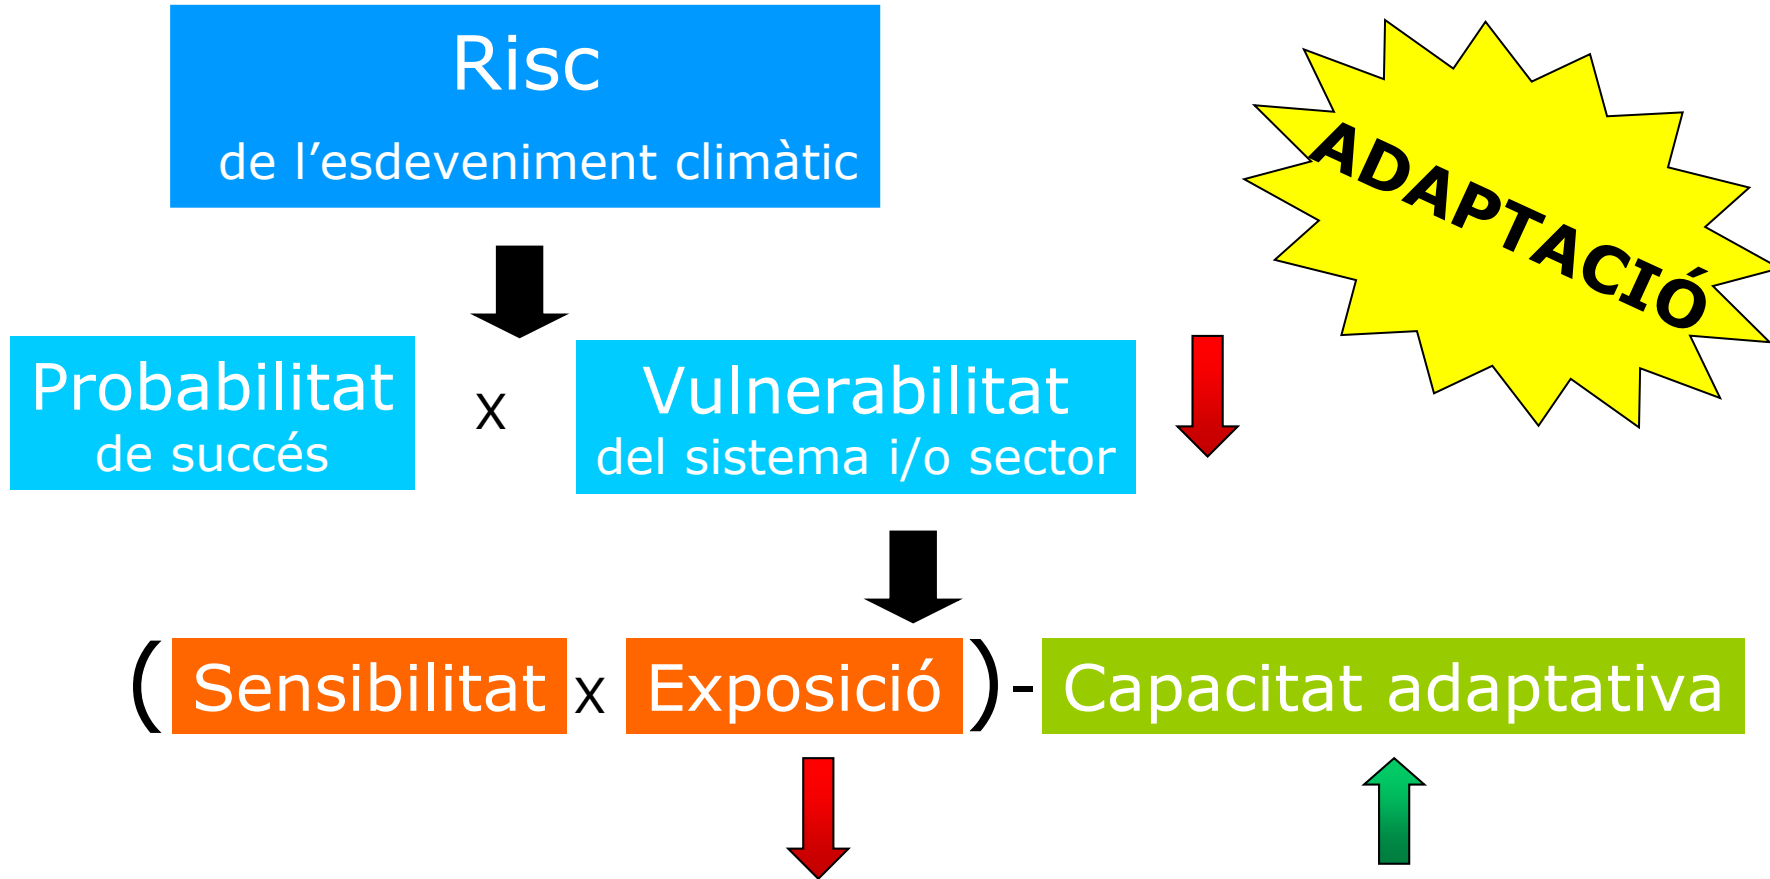 Risc
de l’esdeveniment climàtic
ADAPTACIÓ
Probabilitat
de succés
x
Vulnerabilitat
del sistema i/o sector
( Sensibilitat x Exposició ) - Capacitat adaptativa